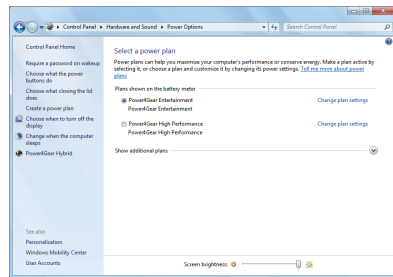 Control Panel ▸ Hardware and Sound ▸ Power Options
Search Control Panel
Control Panel Home
Require a password on wakeup
Choose what the power
buttons do
Choose what closing the lid
does
Create a power plan
Choose when to turn off the
display
Change when the computer
sleeps
Power4Gear Hybrid
See also
Personalization
Windows Mobility Center
User Accounts
Select a power plan
Power plans can help you maximize your computer's performance or conserve energy. Make a plan active by
selecting it, or choose a plan and customize it by changing its power settings. Tell me more about power
plans
Plans shown on the battery meter
Power4Gear Entertainment
Change plan settings
Power4Gear Entertainment
Power4Gear High Performance
Change plan settings
Power4Gear High Performance
Show additional plans
Screen brightness: